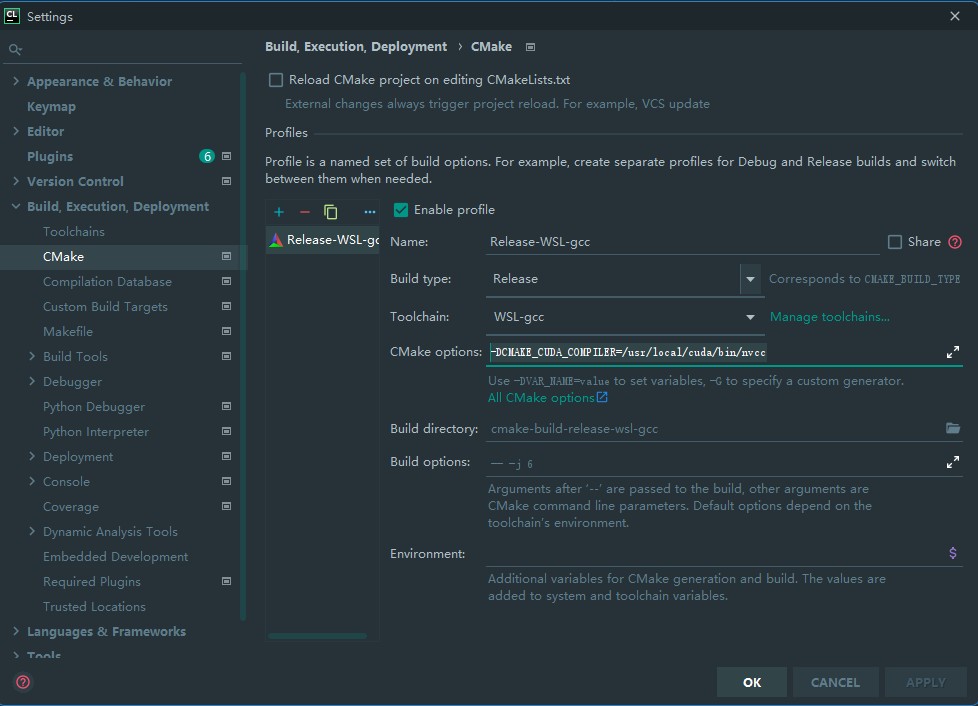 CL
Settings
Build, Execution, Deployment › CMake
Appearance & Behavior
Keymap
Editor
Plugins 6
Version Control
Build, Execution, Deployment
Toolchains
CMake
Compilation Database
Custom Build Targets
Makefile
Build Tools
Debugger
Python Debugger
Python Interpreter
Deployment
Console
Coverage
Dynamic Analysis Tools
Embedded Development
Required Plugins
Trusted Locations
Languages & Frameworks
Tools
Reload CMake project on editing CMakeLists.txt
External changes always trigger project reload. For example, VCS update
Profiles
Profile is a named set of build options. For example, create separate profiles for Debug and Release builds and switch
between them when needed.
Release-WSL-gc
Enable profile
Name: Release-WSL-gcc Share
Build type: Release Corresponds to CMAKE_BUILD_TYPE
Toolchain: WSL-gcc Manage toolchains...
CMake options: -DCMAKE_CUDA_COMPILER=/usr/local/cuda/bin/nvcc
Use -DVAR_NAME=value to set variables, -G to specify a custom generator.
All CMake options
Build directory: cmake-build-release-wsl-gcc
Build options: -- -j 6
Arguments after '--' are passed to the build, other arguments are
CMake command line parameters. Default options depend on the
toolchain's environment.
Environment: $
Additional variables for CMake generation and build. The values are
added to system and toolchain variables.
?
OK CANCEL APPLY